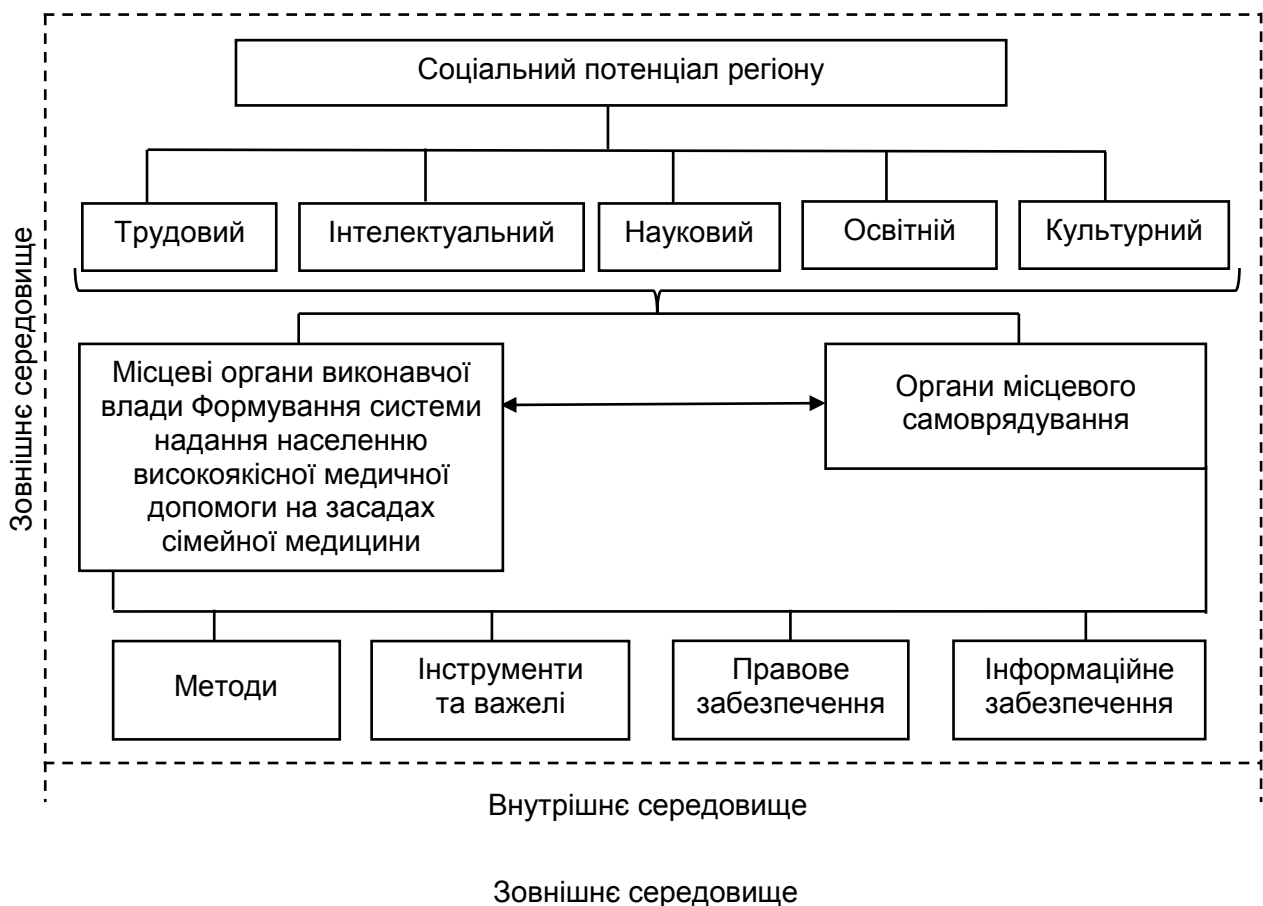 Соціальний потенціал регіону
Трудовий
Інтелектуальний
Науковий
Освітній
Культурний
Зовнішнє середовище
Місцеві органи виконавчої
влади Формування системи
надання населенню
високоякісної медичної
допомоги на засадах
сімейної медицини
Органи місцевого
самоврядування
Методи
Інструменти
та важелі
Правове
забезпечення
Інформаційне
забезпечення
Внутрішнє середовище
Зовнішнє середовище